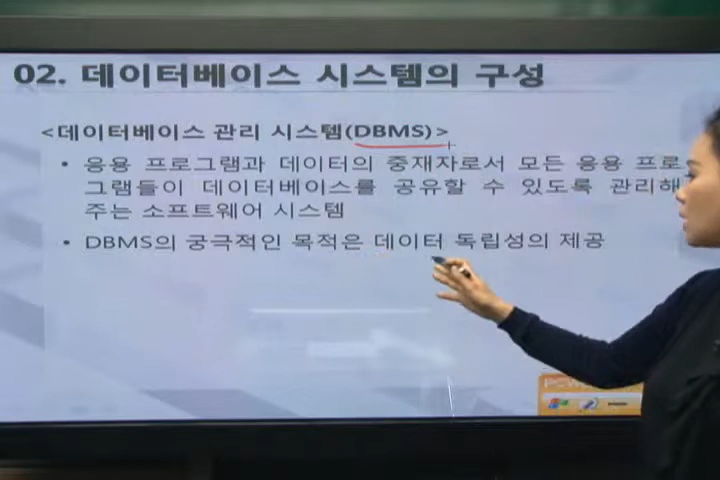 02. 데이터베이스 시스템의 구성
<데이터베이스 관리 시스템(DBMS)>
• 응용 프로그램과 데이터의 중재자로서 모든 응용 프로
그램들이 데이터베이스를 공유할 수 있도록 관리해
주는 소프트웨어 시스템
• DBMS의 궁극적인 목적은 데이터 독립성의 제공